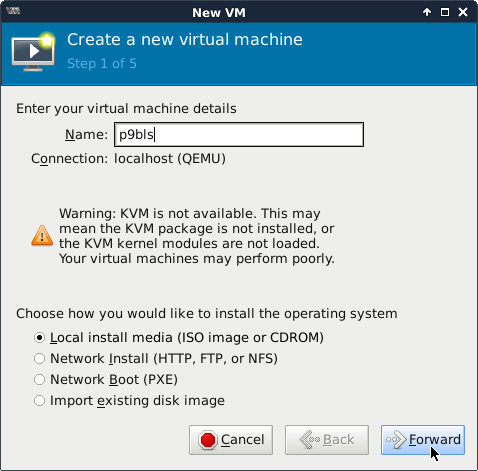 New VM
Create a new virtual machine
Step 1 of 5
Enter your virtual machine details
Name: p9bls
Connection: localhost (QEMU)
Warning: KVM is not available. This may
mean the KVM package is not installed, or
the KVM kernel modules are not loaded.
Your virtual machines may perform poorly.
Choose how you would like to install the operating system
Local install media (ISO image or CDROM)
Network Install (HTTP, FTP, or NFS)
Network Boot (PXE)
Import existing disk image
Cancel Back Forward